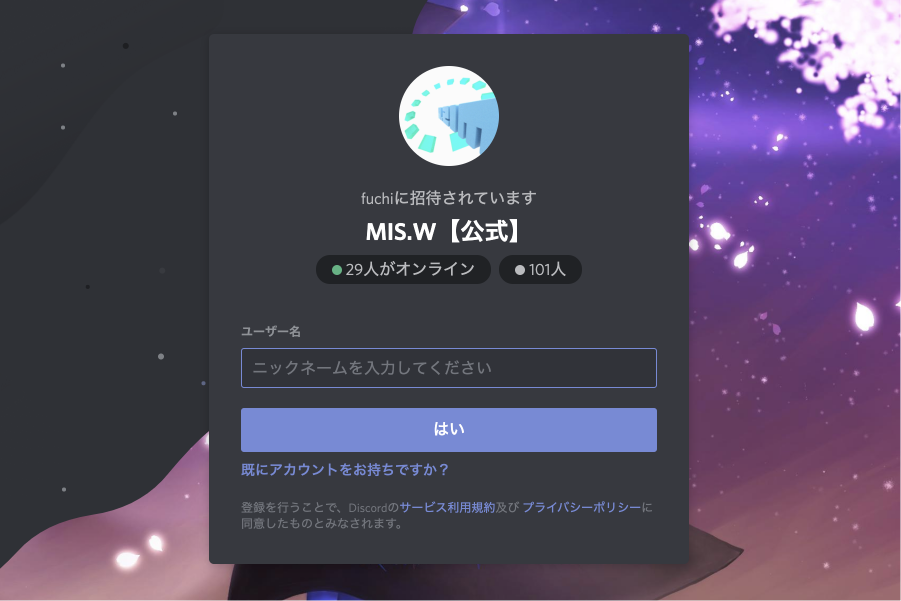 fuchiに招待されています
MIS.W【公式】
29人がオンライン 101人
ユーザー名
ニックネームを入力してください
はい
既にアカウントをお持ちですか？
登録を行うことで、Discordのサービス利用規約及び プライバシーポリシーに
同意したものとみなされます。